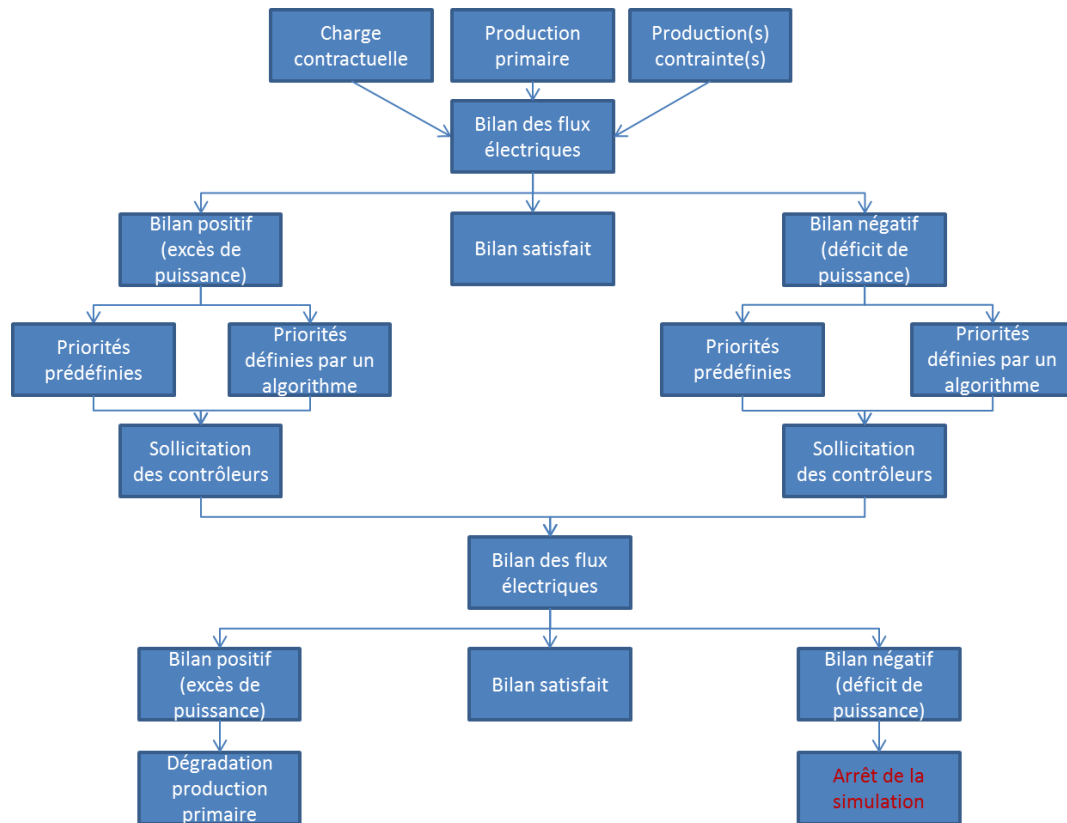 Charge
contractuelle
Production
primaire
Production(s)
contrainte(s)
Bilan des flux
électriques
Bilan positif
(excès de
puissance)
Bilan satisfait
Bilan négatif
(déficit de
puissance)
Priorités
prédéfinies
Priorités
définies par un
algorithme
Priorités
prédéfinies
Priorités
définies par un
algorithme
Sollicitation
des contrôleurs
Sollicitation
des contrôleurs
Bilan des flux
électriques
Bilan positif
(excès de
puissance)
Bilan satisfait
Bilan négatif
(déficit de
puissance)
Dégradation
production
primaire
Arrêt de la
simulation